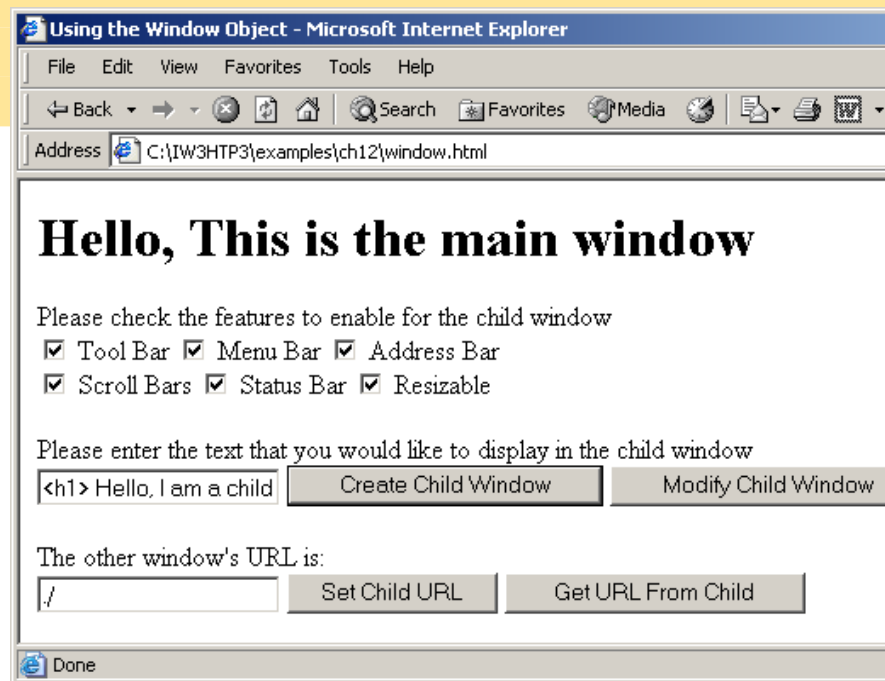 Using the Window Object - Microsoft Internet Explorer
File Edit View Favorites Tools Help
Back Search Favorites Media
Address C:\IW3HTP3\examples\ch12\window.html
Hello, This is the main window
Please check the features to enable for the child window
Tool Bar Menu Bar Address Bar
Scroll Bars Status Bar Resizable
Please enter the text that you would like to display in the child window
<h1> Hello, I am a child Create Child Window Modify Child Window
The other window's URL is:
./ Set Child URL Get URL From Child
Done